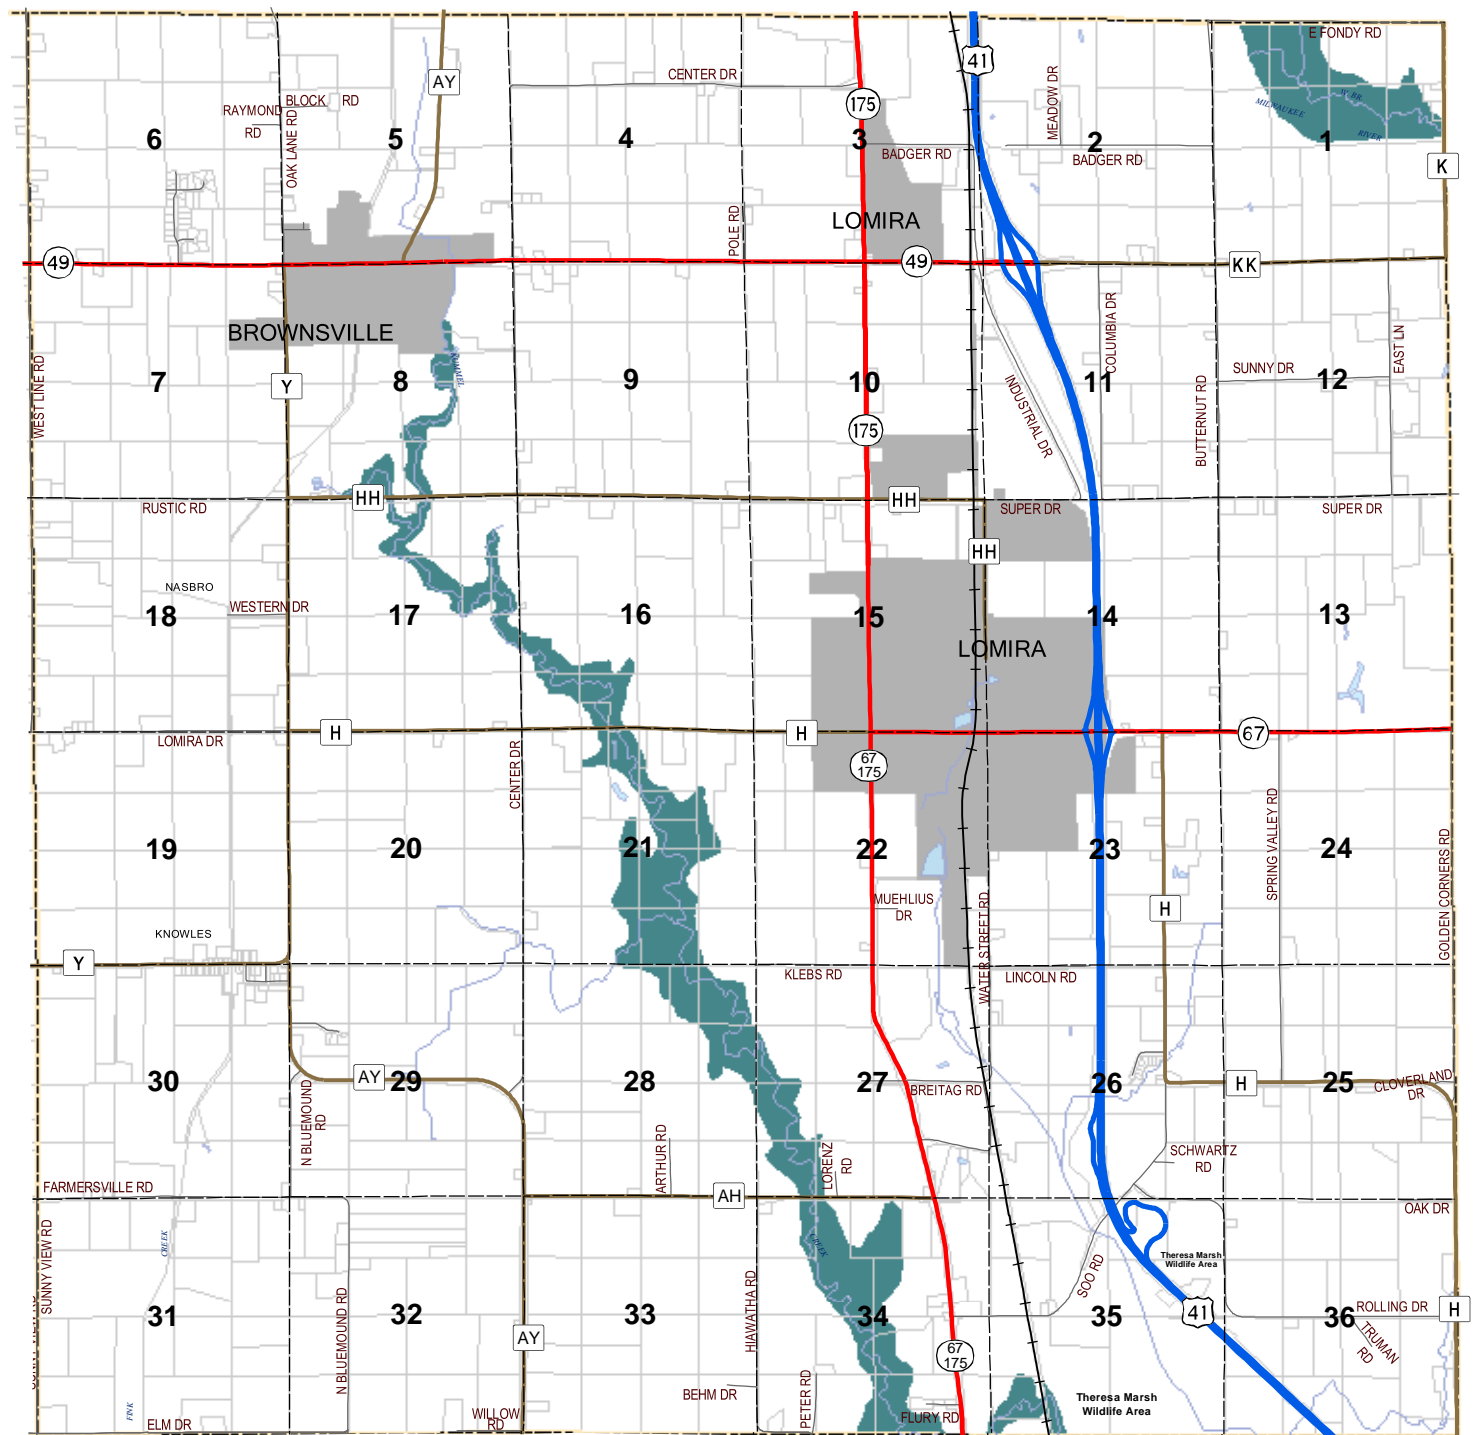 E FONDY RD
41
CENTER DR
AY
MEADOW DR
BLOCK RD
RAYMOND
RD
OAK LANE RD
175
W. BR.
MILWAUKEE
RIVER
6
5
4
3
2
1
BADGER RD
BADGER RD
K
LOMIRA
POLE RD
49
49
KK
BROWNSVILLE
COLUMBIA DR
EAST LN
RUMMEL
WEST LINE RD
7
Y
8
9
10
11
SUNNY DR
12
INDUSTRIAL DR
BUTTERNUT RD
175
HH
HH
RUSTIC RD
SUPER DR
SUPER DR
HH
NASBRO
WESTERN DR
18
17
16
15
14
13
LOMIRA
H
H
67
LOMIRA DR
CENTER DR
67
175
SPRING VALLEY RD
GOLDEN CORNERS RD
19
20
21
22
23
24
MUEHLIUS
DR
H
WATER STREET RD
KNOWLES
Y
KLEBS RD
LINCOLN RD
30
AY
29
28
27
26
H
25
BREITAG RD
CLOVERLAND
DR
N BLUEMOUND
RD
ARTHUR RD
LORENZ
RD
SCHWARTZ
RD
FARMERSVILLE RD
AH
OAK DR
SUNNY VIEW RD
CREEK
CREEK
Theresa Marsh
Wildlife Area
SOO RD
HIAWATHA RD
N BLUEMOUND RD
31
32
33
34
35
41
36
ROLLING DR
H
TRUMAN
RD
AY
67
175
BEHM DR
PETER RD
Theresa Marsh
Wildlife Area
FINK
ELM DR
WILLOW
RD
FLURY RD